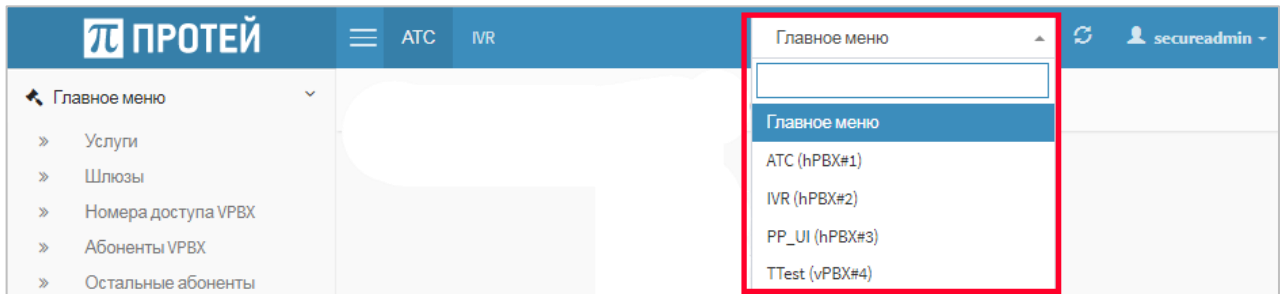 ПРОТЕЙ
АТС IVR
Главное меню
secureadmin
Главное меню
Услуги
Шлюзы
Номера доступа VPBX
Абоненты VPBX
Остальные абоненты
Главное меню
АТС (hPBX#1)
IVR (hPBX#2)
PP_UI (hPBX#3)
TTest (vPBX#4)